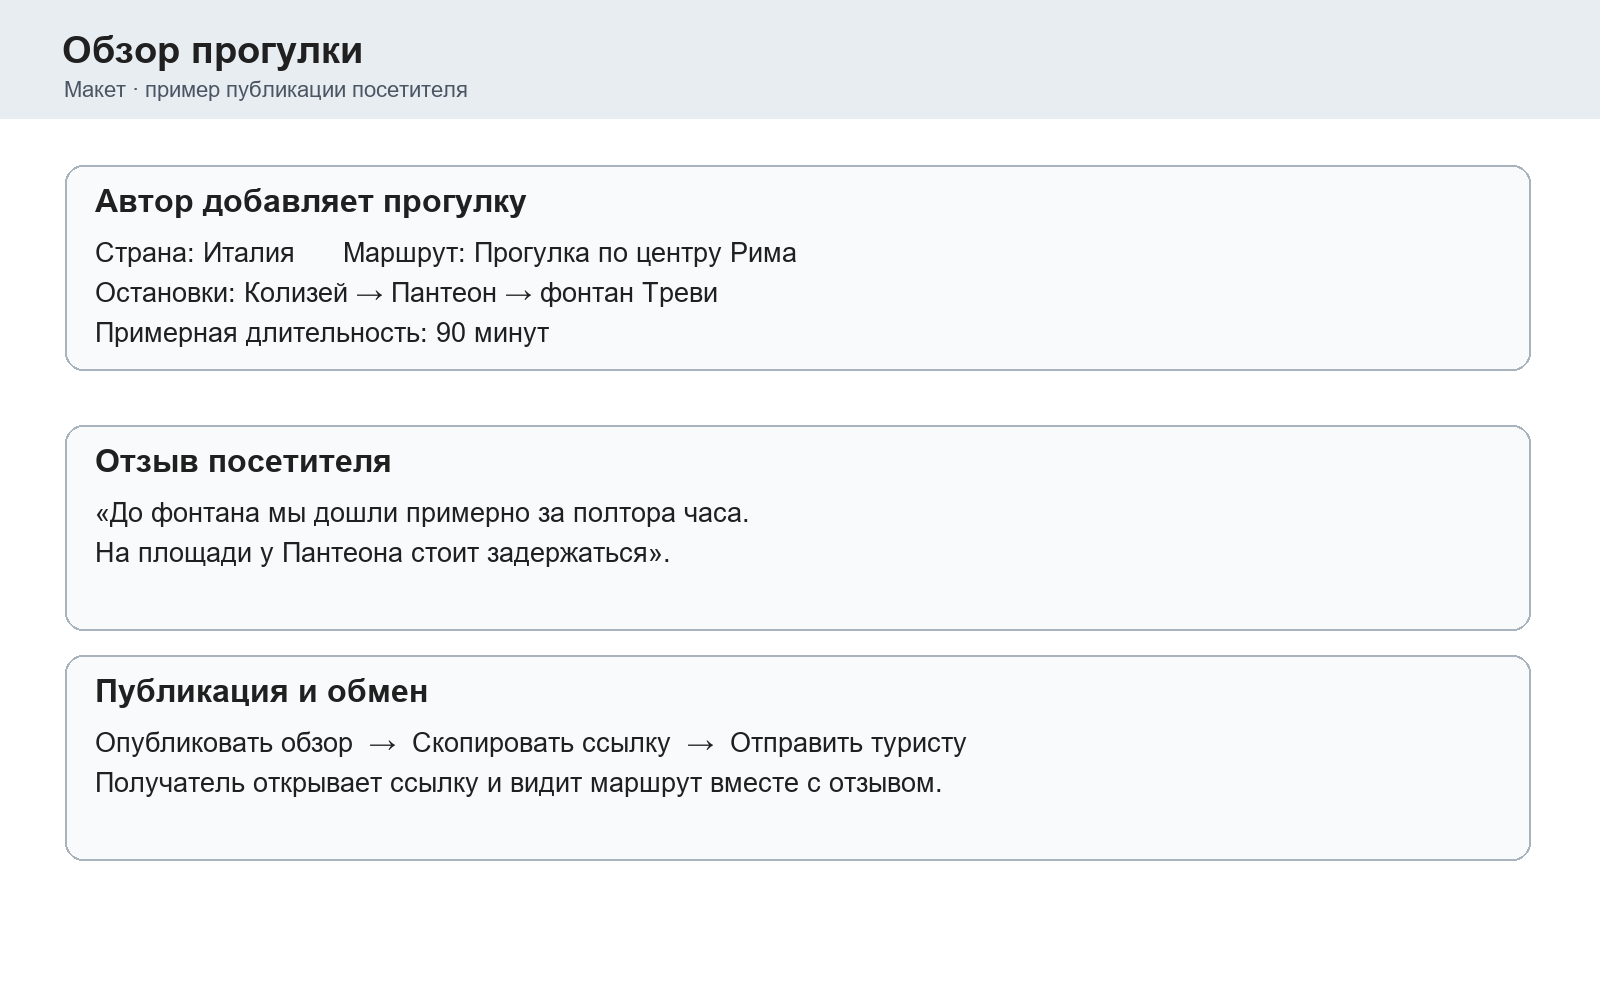 Обзор прогулки
Макет · пример публикации посетителя
Автор добавляет прогулку
Страна: Италия Маршрут: Прогулка по центру Рима
Остановки: Колизей → Пантеон → фонтан Треви
Примерная длительность: 90 минут
Отзыв посетителя
«До фонтана мы дошли примерно за полтора часа.
На площади у Пантеона стоит задержаться».
Публикация и обмен
Опубликовать обзор → Скопировать ссылку → Отправить туристу
Получатель открывает ссылку и видит маршрут вместе с отзывом.